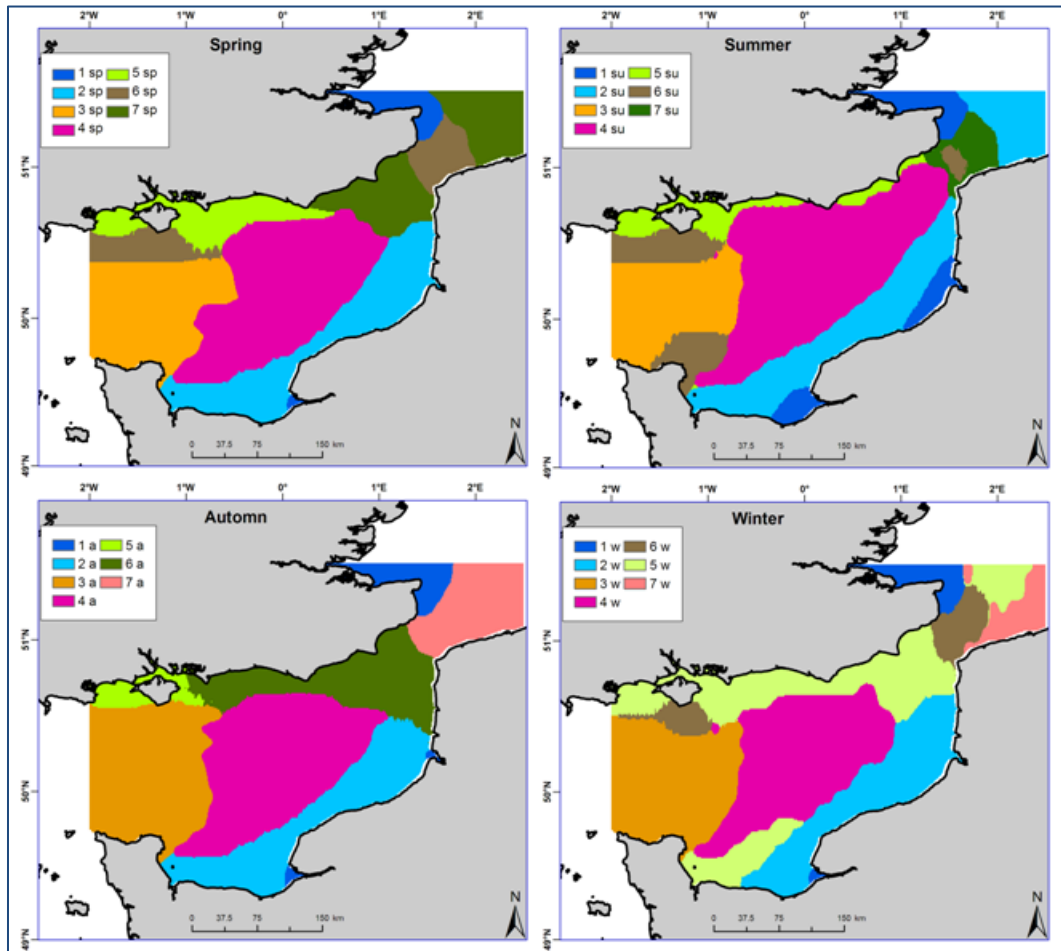 2°W 1°W 0° 1°E 2°E
Spring
1 sp 5 sp
2 sp 6 sp
3 sp 7 sp
4 sp
51°N
50°N
49°N
0 37.5 75 150 km
N
2°W 1°W 0° 1°E 2°E
Summer
1 su 5 su
2 su 6 su
3 su 7 su
4 su
51°N
50°N
49°N
0 37.5 75 150 km
N
2°W 1°W 0° 1°E 2°E
Automn
1 a 5 a
2 a 6 a
3 a 7 a
4 a
51°N
50°N
49°N
0 37.5 75 150 km
N
2°W 1°W 0° 1°E 2°E
Winter
1 w 6 w
2 w 5 w
3 w 7 w
4 w
51°N
50°N
49°N
0 37.5 75 150 km
N